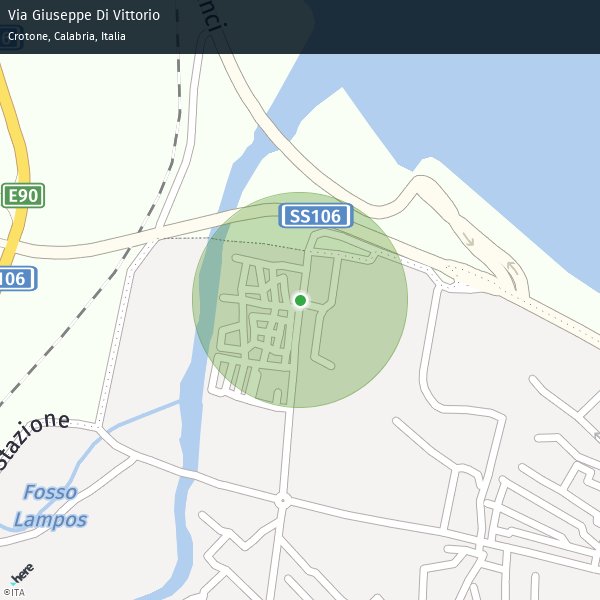 Via Giuseppe Di Vittorio
Crotone, Calabria, Italia
nci
E90
SS106
106
Stazione
Fosso
Lampos
here
©ITA